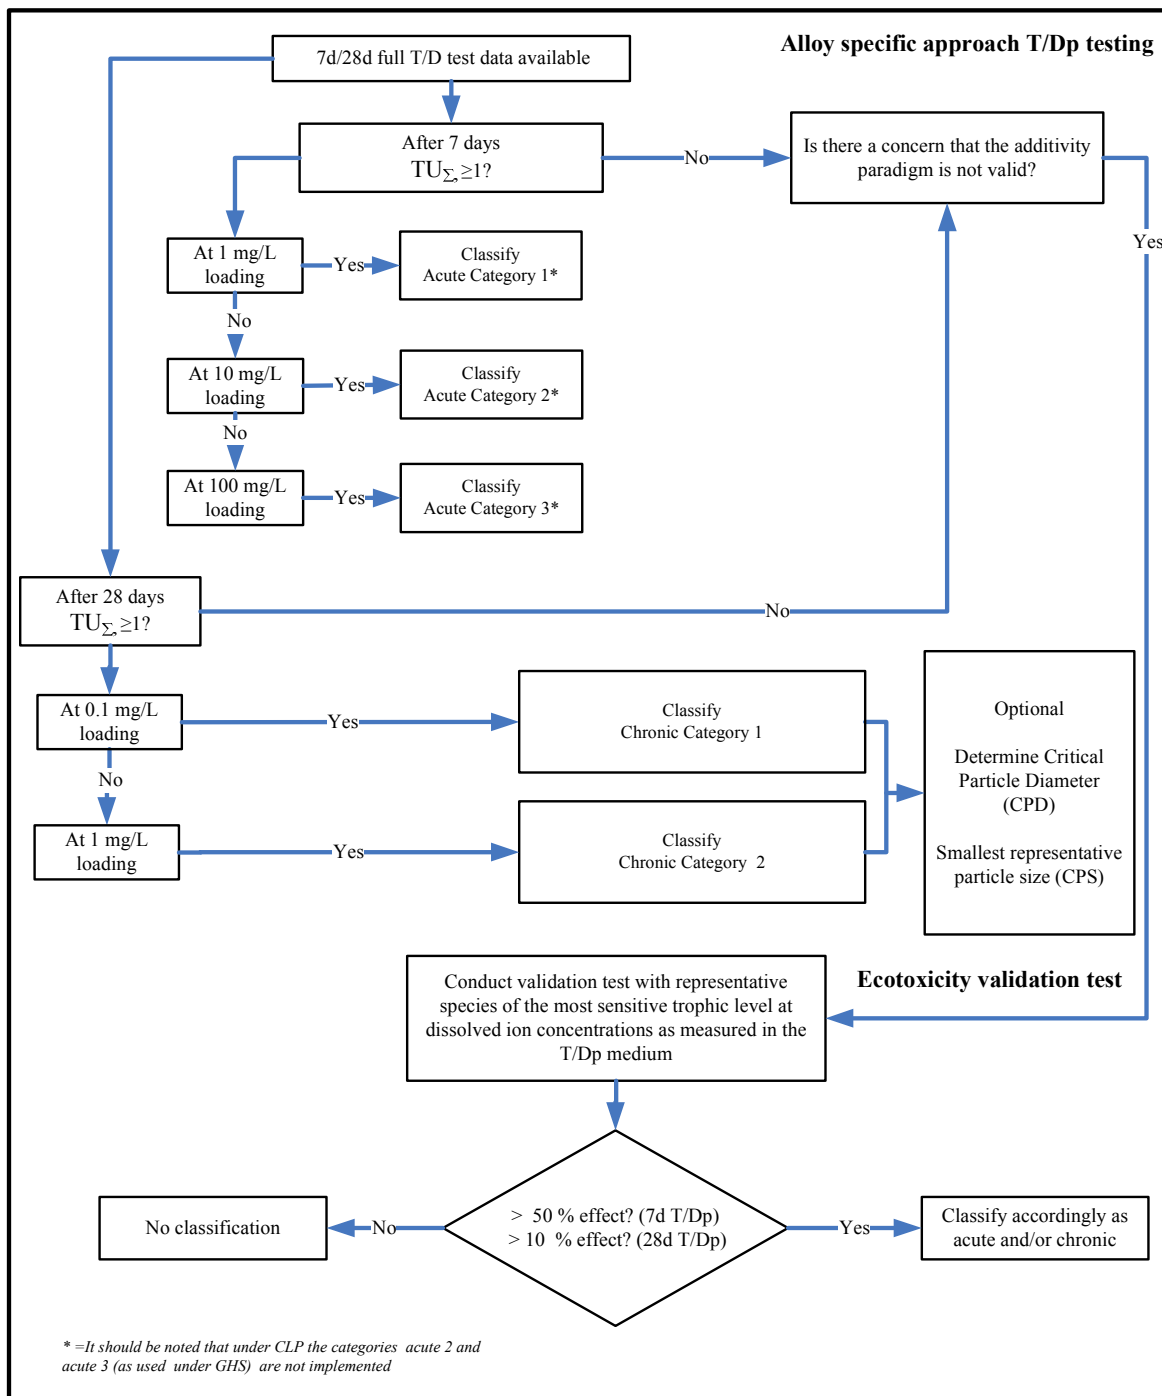 Alloy specific approach T/Dp testing
7d/28d full T/D test data available
After 7 days
TU∑, ≥1?
No
Is there a concern that the additivity
paradigm is not valid?
Yes
At 1 mg/L
loading
Yes
Classify
Acute Category 1*
No
At 10 mg/L
loading
Yes
Classify
Acute Category 2*
No
At 100 mg/L
loading
Yes
Classify
Acute Category 3*
After 28 days
TU∑, ≥1?
No
At 0.1 mg/L
loading
Yes
Classify
Chronic Category 1
No
At 1 mg/L
loading
Yes
Classify
Chronic Category 2
Optional
Determine Critical
Particle Diameter
(CPD)
Smallest representative
particle size (CPS)
Ecotoxicity validation test
Conduct validation test with representative
species of the most sensitive trophic level at
dissolved ion concentrations as measured in the
T/Dp medium
> 50 % effect? (7d T/Dp)
> 10 % effect? (28d T/Dp)
No
No classification
Yes
Classify accordingly as
acute and/or chronic
* =It should be noted that under CLP the categories acute 2 and
acute 3 (as used under GHS) are not implemented